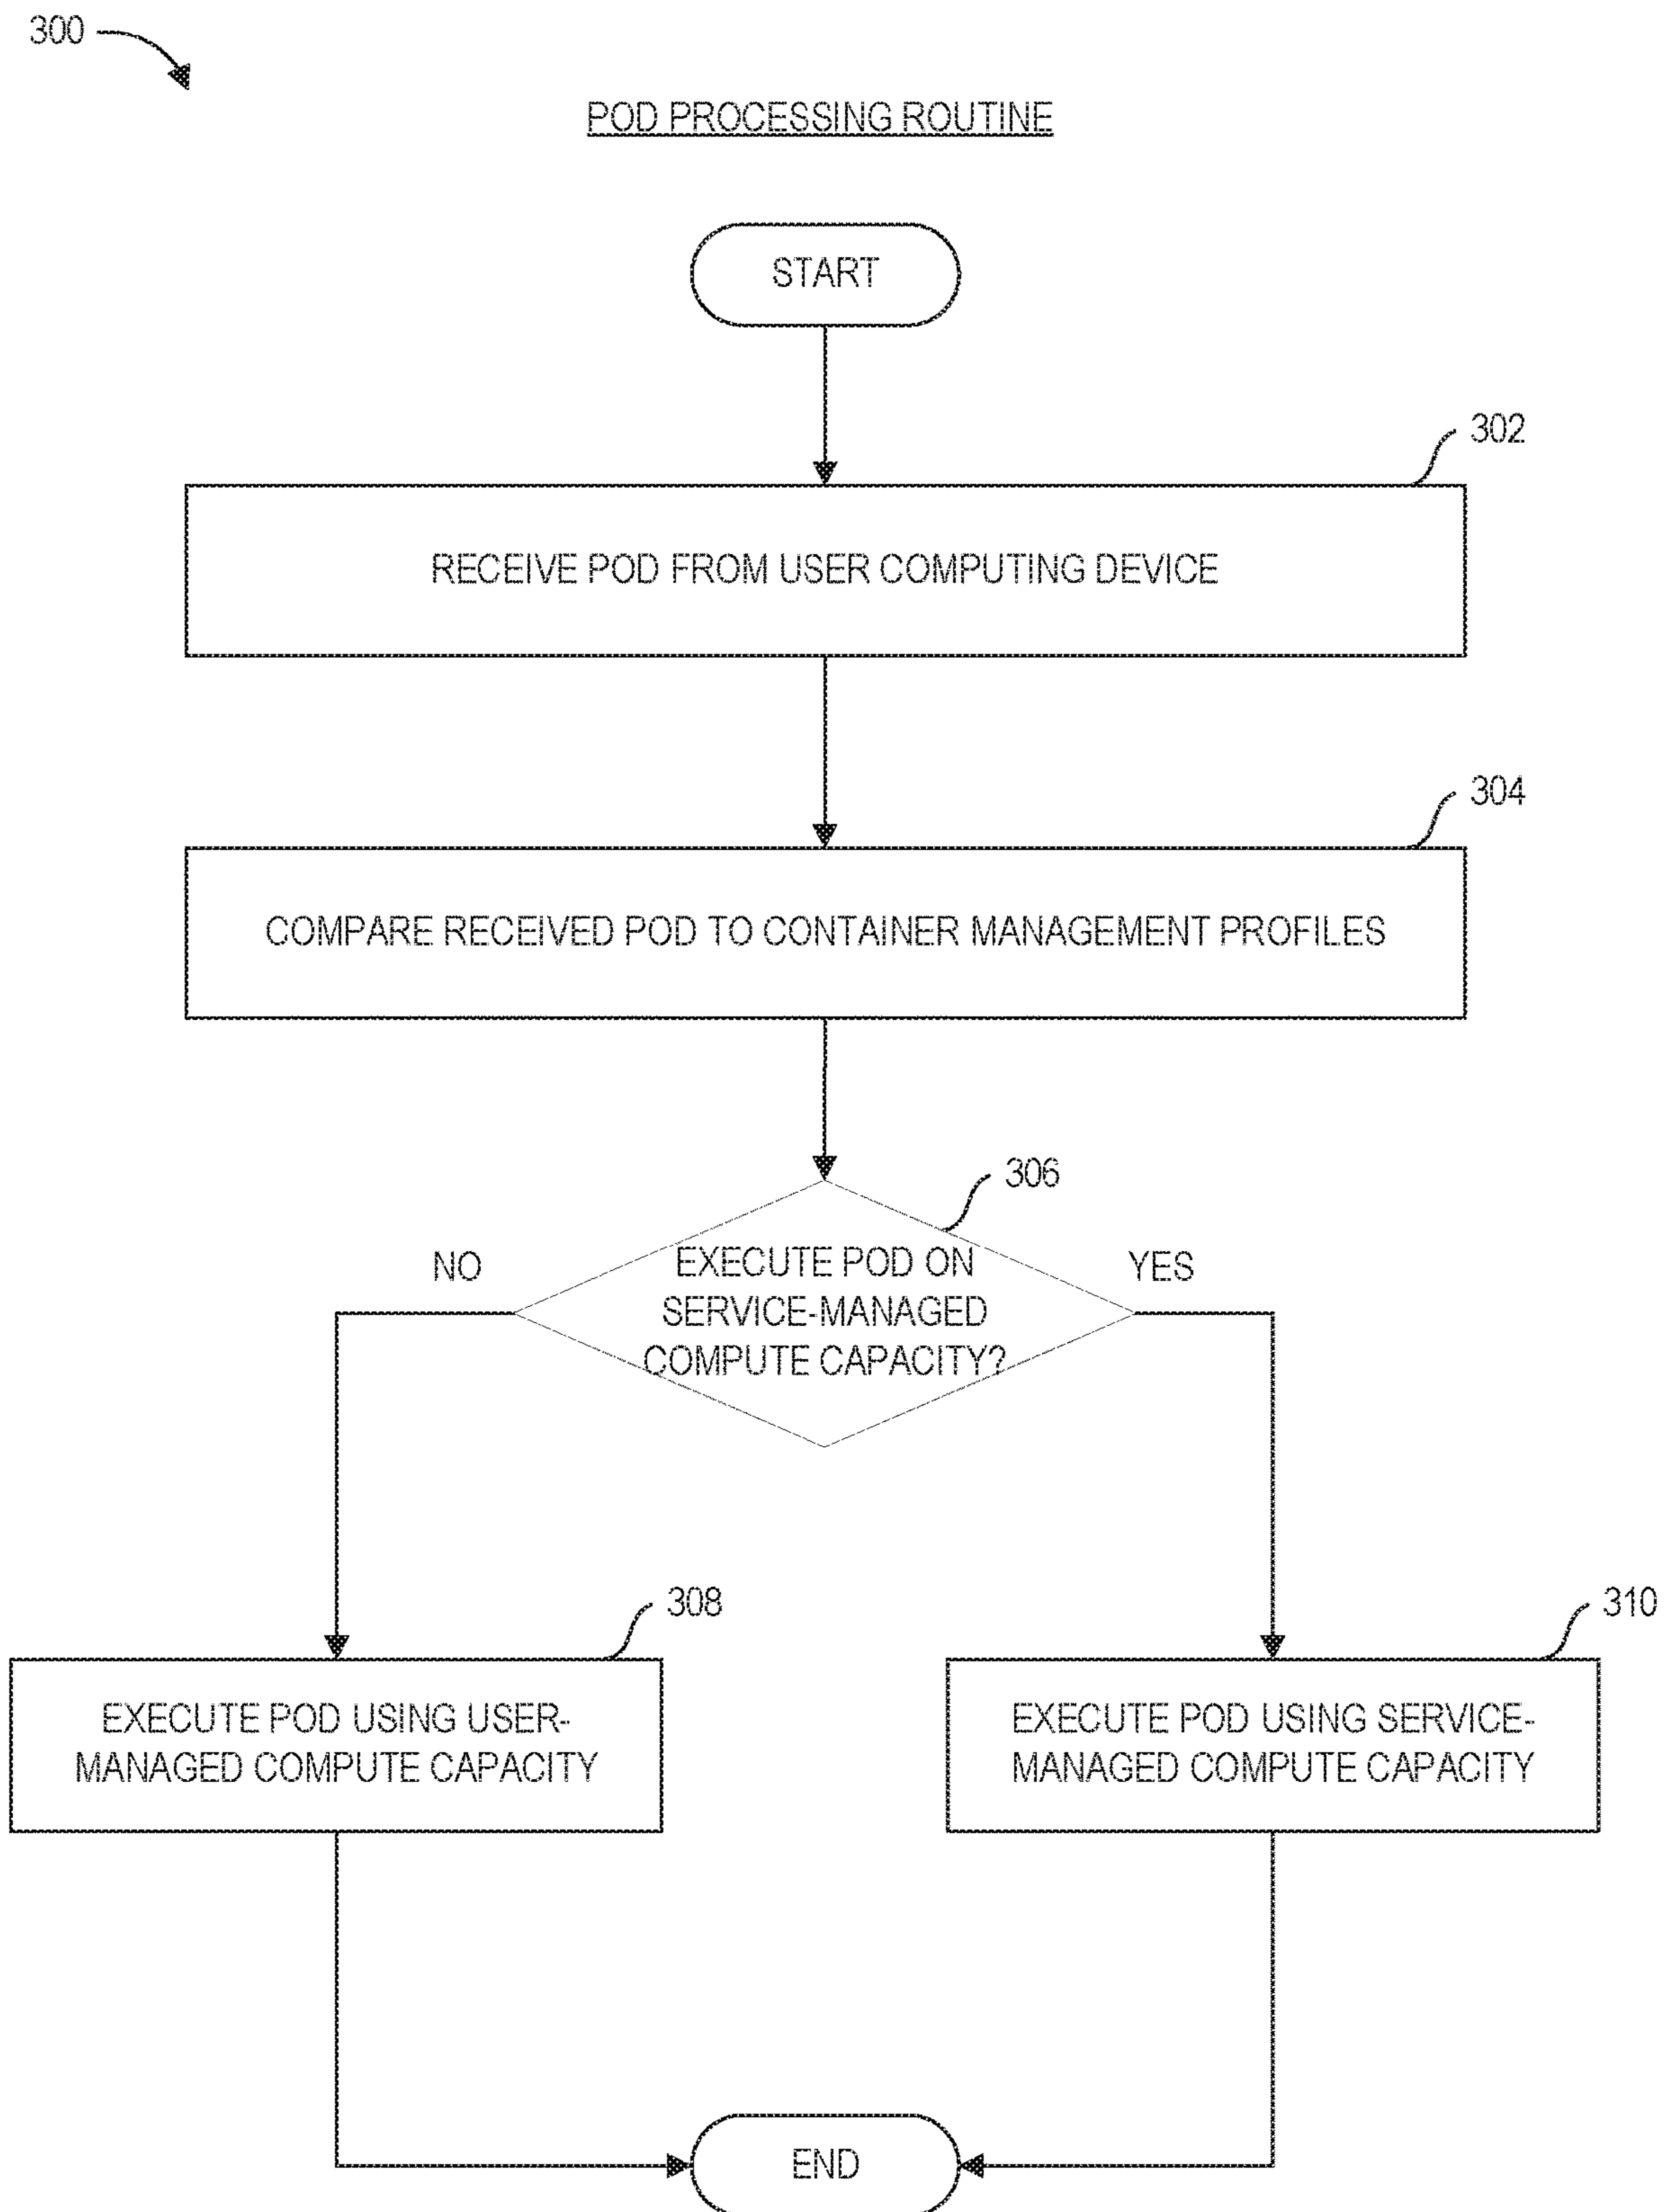 300
POD PROCESSING ROUTINE
START
302
RECEIVE POD FROM USER COMPUTING DEVICE
304
COMPARE RECEIVED POD TO CONTAINER MANAGEMENT PROFILES
306
NO
EXECUTE POD ON
SERVICE-MANAGED
COMPUTE CAPACITY?
YES
308
EXECUTE POD USING USER-
MANAGED COMPUTE CAPACITY
310
EXECUTE POD USING SERVICE-
MANAGED COMPUTE CAPACITY
END